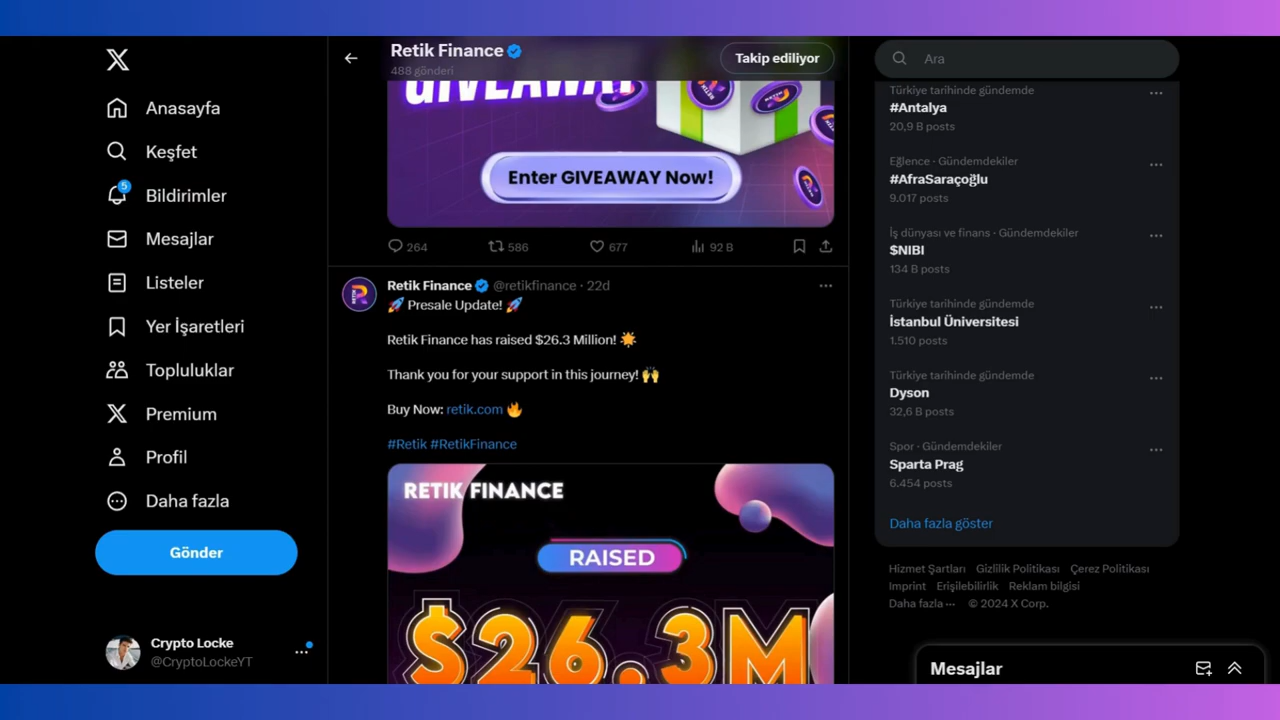 Anasayfa
Keşfet
5
Bildirimler
Mesajlar
Listeler
Yer İşaretleri
Topluluklar
Premium
Profil
Daha fazla
Gönder
Crypto Locke
@CryptoLockeYT
Retik Finance
488 gönderi
Takip ediliyor
GIVEAWAY
Enter GIVEAWAY Now!
264 586 677 92 B
Retik Finance @retikfinance · 22d
🚀 Presale Update! 🚀
Retik Finance has raised $26.3 Million! 🌟
Thank you for your support in this journey! 🙌
Buy Now: retik.com 🔥
#Retik #RetikFinance
RETIK FINANCE
RAISED
$26.3M
Ara
Türkiye tarihinde gündemde
#Antalya
20,9 B posts
Eğlence · Gündemdekiler
#AfraSaraçoğlu
9.017 posts
İş dünyası ve finans · Gündemdekiler
$NIBI
134 B posts
Türkiye tarihinde gündemde
İstanbul Üniversitesi
1.510 posts
Türkiye tarihinde gündemde
Dyson
32,6 B posts
Spor · Gündemdekiler
Sparta Prag
6.454 posts
Daha fazla göster
Hizmet Şartları Gizlilik Politikası Çerez Politikası
Imprint Erişilebilirlik Reklam bilgisi
Daha fazla ··· © 2024 X Corp.
Mesajlar